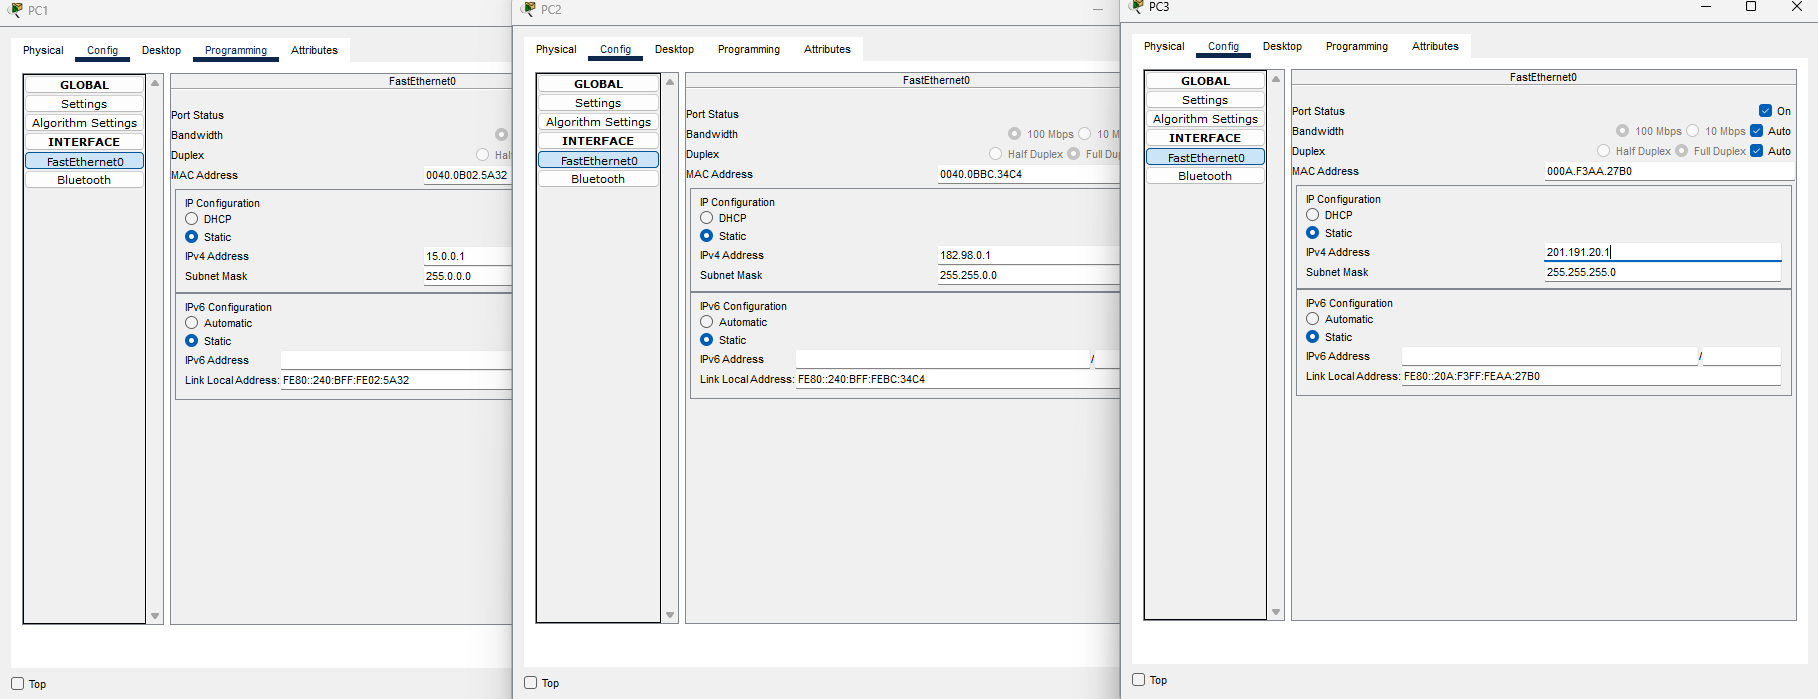 PC1
Physical Config Desktop Programming Attributes
GLOBAL
Settings
Algorithm Settings
INTERFACE
FastEthernet0
Bluetooth
FastEthernet0
Port Status
Bandwidth
Duplex Hal
MAC Address 0040.0B02.5A32
IP Configuration
DHCP
Static
IPv4 Address 15.0.0.1
Subnet Mask 255.0.0.0
IPv6 Configuration
Automatic
Static
IPv6 Address
Link Local Address: FE80::240:BFF:FE02:5A32
Top
PC2
Physical Config Desktop Programming Attributes
GLOBAL
Settings
Algorithm Settings
INTERFACE
FastEthernet0
Bluetooth
FastEthernet0
Port Status
Bandwidth 100 Mbps 10 M
Duplex Half Duplex Full Dup
MAC Address 0040.0BBC.34C4
IP Configuration
DHCP
Static
IPv4 Address 182.98.0.1
Subnet Mask 255.255.0.0
IPv6 Configuration
Automatic
Static
IPv6 Address /
Link Local Address: FE80::240:BFF:FEBC:34C4
Top
PC3
Physical Config Desktop Programming Attributes
GLOBAL
Settings
Algorithm Settings
INTERFACE
FastEthernet0
Bluetooth
FastEthernet0
Port Status On
Bandwidth 100 Mbps 10 Mbps Auto
Duplex Half Duplex Full Duplex Auto
MAC Address 000A.F3AA.27B0
IP Configuration
DHCP
Static
IPv4 Address 201.191.20.1
Subnet Mask 255.255.255.0
IPv6 Configuration
Automatic
Static
IPv6 Address /
Link Local Address: FE80::20A:F3FF:FEAA:27B0
Top